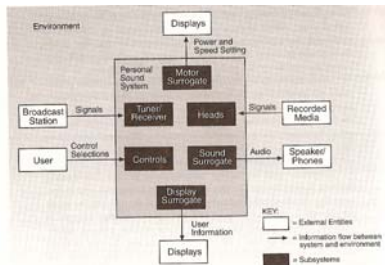 Environment
Displays
Power and
Speed Setting
Personal
Sound
System
Motor
Surrogate
Broadcast
Station
Signals
Tuner/
Receiver
Heads
Signals
Recorded
Media
User
Control
Selections
Controls
Sound
Surrogate
Audio
Speaker/
Phones
Display
Surrogate
User
Information
Displays
KEY:
= External Entities
= Information flow between
system and environment
= Subsystems